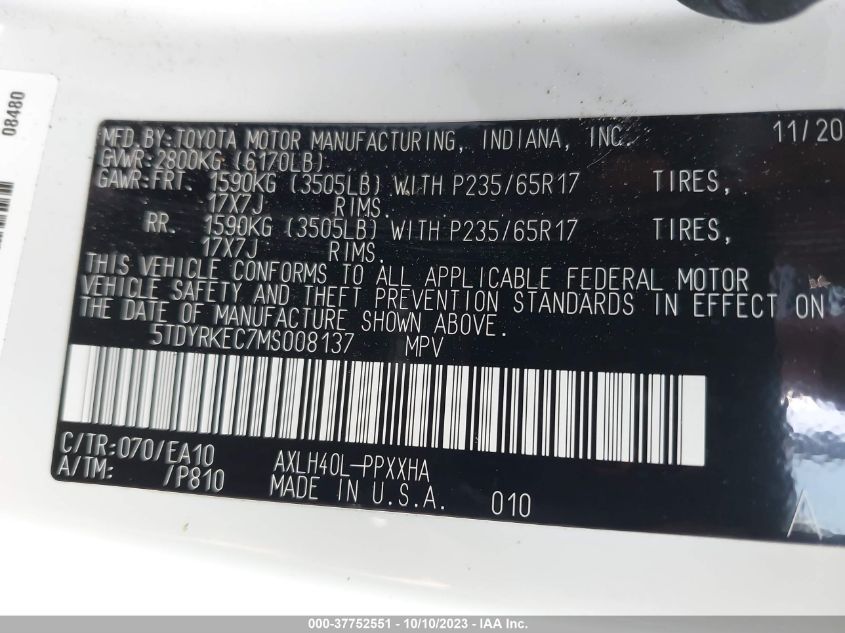 08480
MFD. BY: TOYOTA MOTOR MANUFACTURING, INDIANA, INC. 11/20
GVWR: 2800KG (6170LB)
GAWR: FRT. 1590KG (3505LB) WITH P235/65R17 TIRES,
17X7J RIMS.
RR. 1590KG (3505LB) WITH P235/65R17 TIRES,
17X7J RIMS.
THIS VEHICLE CONFORMS TO ALL APPLICABLE FEDERAL MOTOR
VEHICLE SAFETY AND THEFT PREVENTION STANDARDS IN EFFECT ON
THE DATE OF MANUFACTURE SHOWN ABOVE.
5TDYRKEC7MS008137 MPV
C/TR: 070/EA10 AXLH40L-PPXXHA
A/TM: /P810 MADE IN U.S.A. 010
A
000-37752551 - 10/10/2023 - IAA Inc.